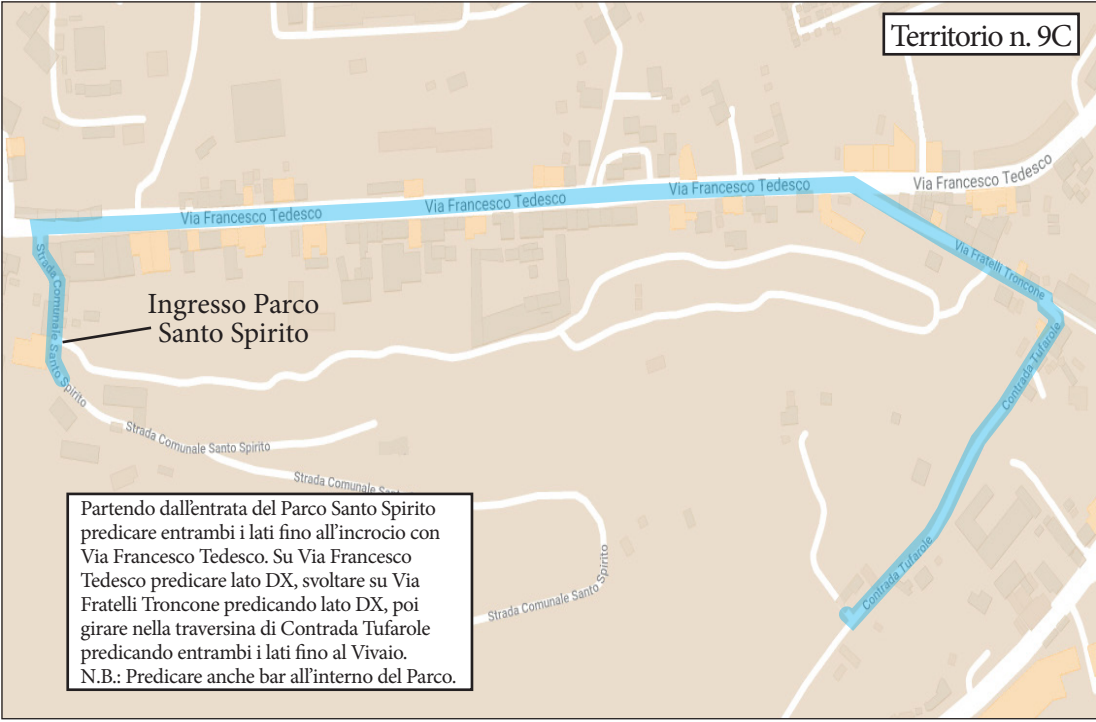 Territorio n. 9C
Via Francesco Tedesco
Via Francesco Tedesco
Via Francesco Tedesco
Via Francesco Tedesco
Via Fratelli Troncone
Strada Comunale Santo Spirito
Ingresso Parco
Santo Spirito
Contrada Tufarole
Strada Comunale Santo Spirito
Strada Comunale Santo
Strada Comunale Santo Spirito
Contrada Tufarole
Partendo dall'entrata del Parco Santo Spirito
predicare entrambi i lati fino all'incrocio con
Via Francesco Tedesco. Su Via Francesco
Tedesco predicare lato DX, svoltare su Via
Fratelli Troncone predicando lato DX, poi
girare nella traversina di Contrada Tufarole
predicando entrambi i lati fino al Vivaio.
N.B.: Predicare anche bar all'interno del Parco.